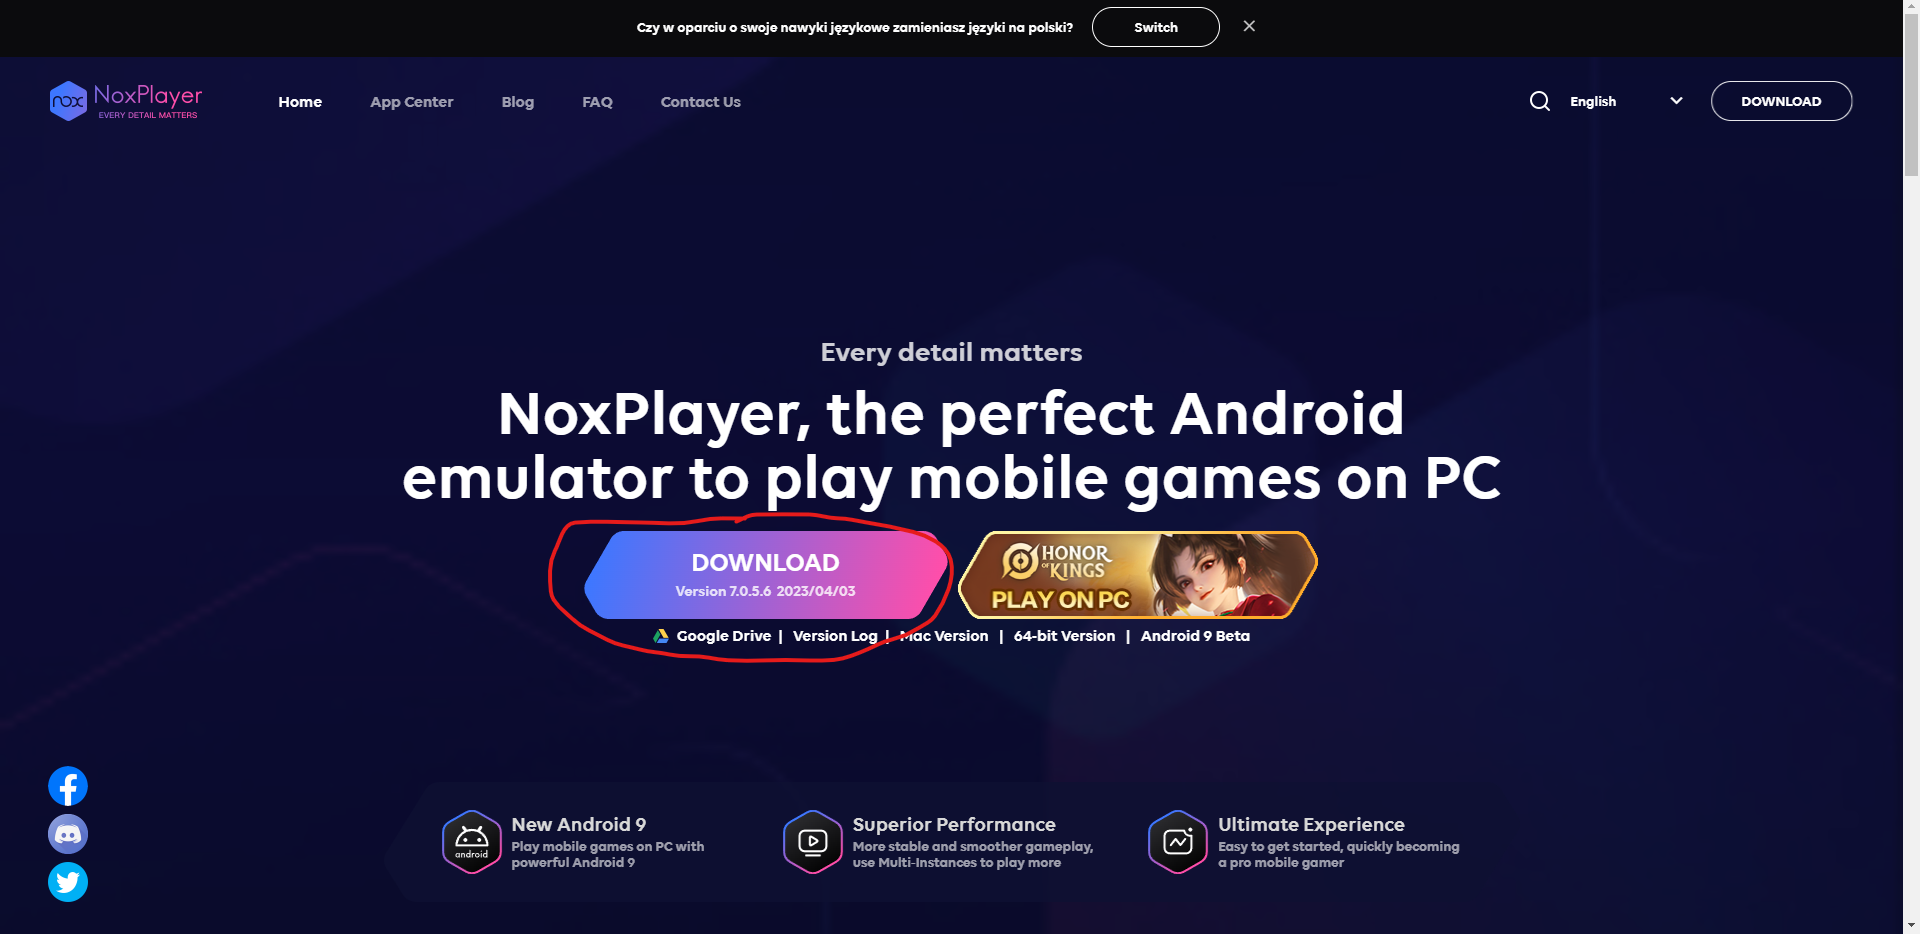 Czy w oparciu o swoje nawyki językowe zamieniasz języki na polski? Switch
nox NoxPlayer
EVERY DETAIL MATTERS
Home App Center Blog FAQ Contact Us English DOWNLOAD
Every detail matters
NoxPlayer, the perfect Android
emulator to play mobile games on PC
DOWNLOAD
Version 7.0.5.6 2023/04/03
HONOR
OF KINGS
PLAY ON PC
Google Drive | Version Log | Mac Version | 64-bit Version | Android 9 Beta
android
New Android 9
Play mobile games on PC with
powerful Android 9
Superior Performance
More stable and smoother gameplay,
use Multi-Instances to play more
Ultimate Experience
Easy to get started, quickly becoming
a pro mobile gamer